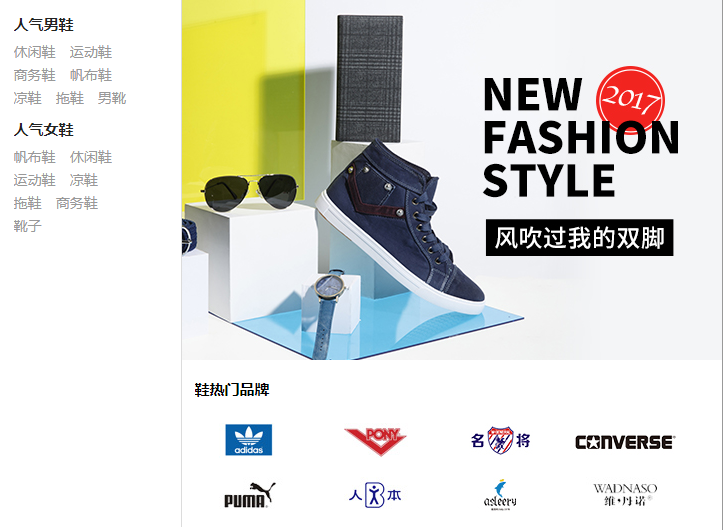 人气男鞋
休闲鞋 运动鞋
商务鞋 帆布鞋
凉鞋 拖鞋 男靴
人气女鞋
帆布鞋 休闲鞋
运动鞋 凉鞋
拖鞋 商务鞋
靴子
NEW 2017
FASHION
STYLE
风吹过我的双脚
鞋热门品牌
adidas
PONY
名 将
CONVERSE
PUMA
人B本
asleery
WADNASO
维·丹诺